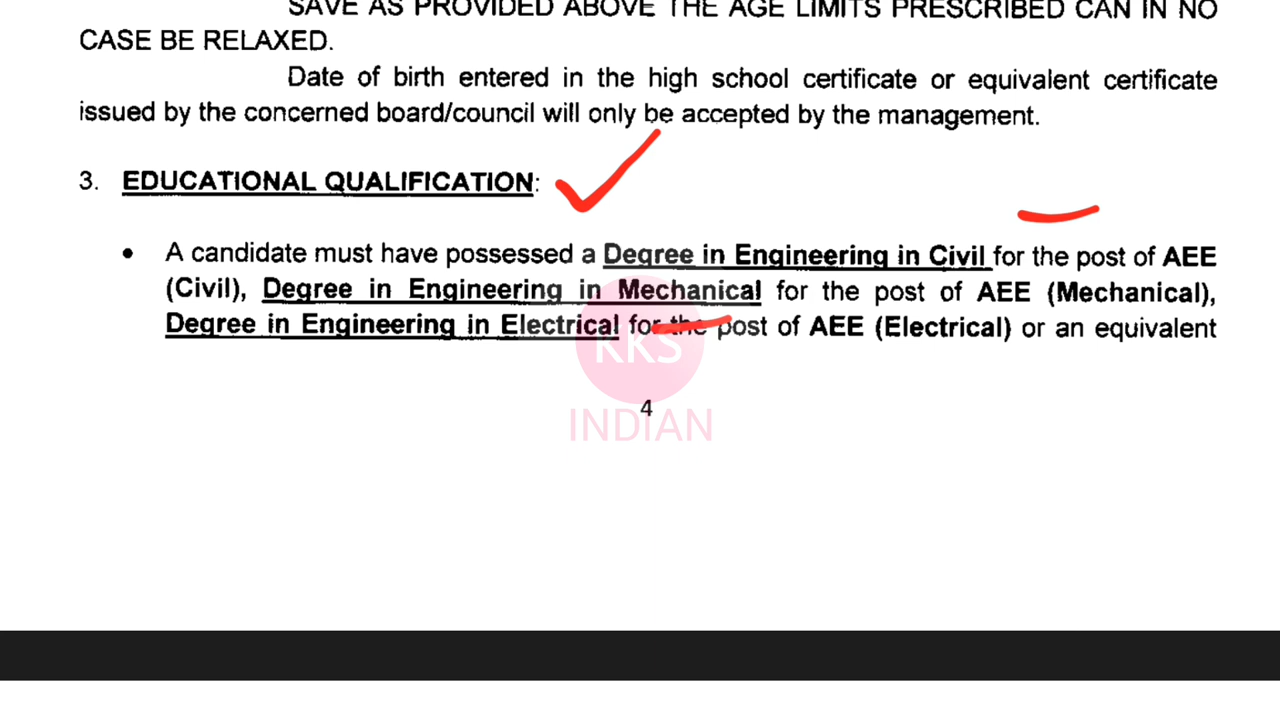 SAVE AS PROVIDED ABOVE THE AGE LIMITS PRESCRIBED CAN IN NO
CASE BE RELAXED.
Date of birth entered in the high school certificate or equivalent certificate
issued by the concerned board/council will only be accepted by the management.
3. EDUCATIONAL QUALIFICATION:
• A candidate must have possessed a Degree in Engineering in Civil for the post of AEE
(Civil), Degree in Engineering in Mechanical for the post of AEE (Mechanical),
Degree in Engineering in Electrical for the post of AEE (Electrical) or an equivalent
KKS
4
INDIAN